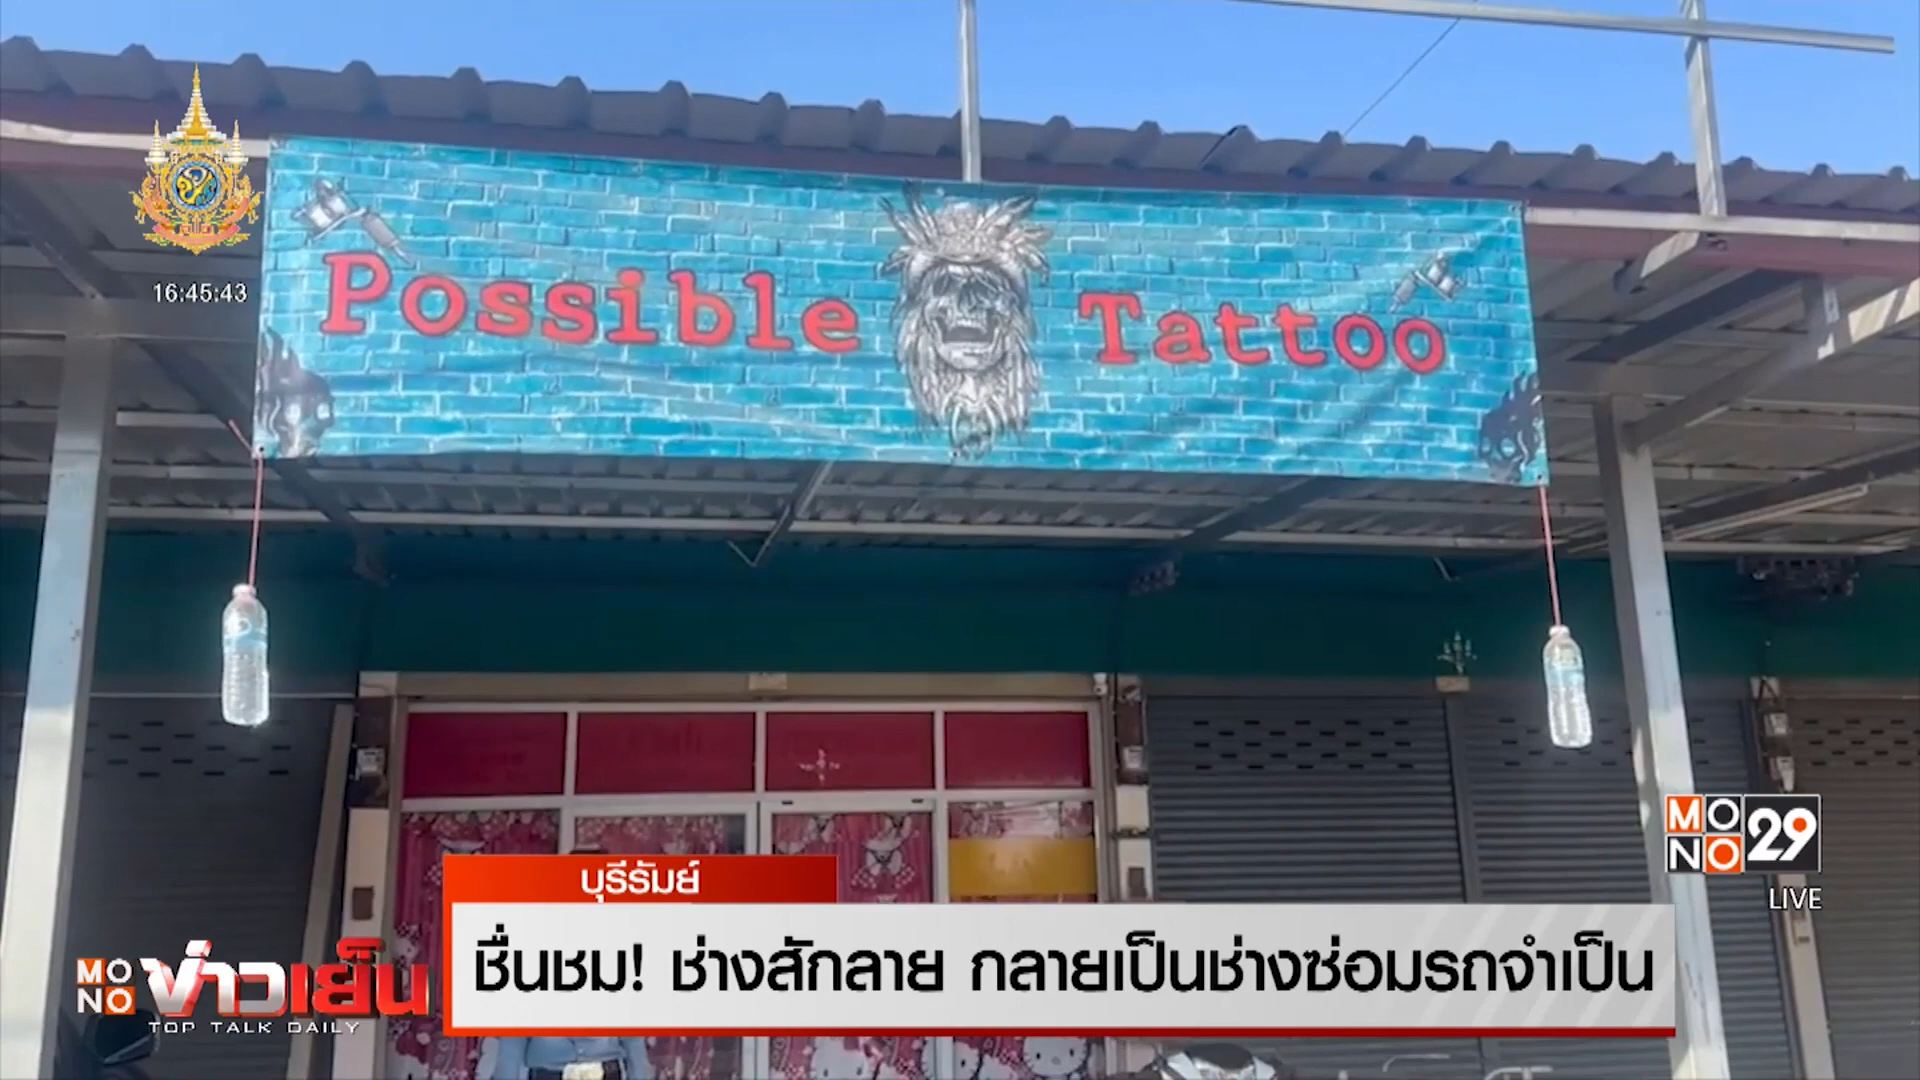 16:45:43
Possible Tattoo
MONO 29
LIVE
บุรีรัมย์
ชื่นชม! ช่างสักลาย กลายเป็นช่างซ่อมรถจำเป็น
MONO ข่าวเย็น
TOP TALK DAILY